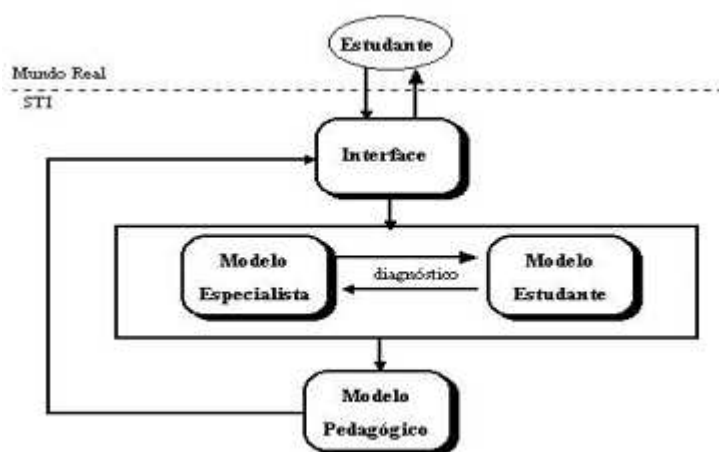 Estudante
Mundo Real
STI
Interface
Modelo
Especialista
diagnóstico
Modelo
Estudante
Modelo
Pedagógico